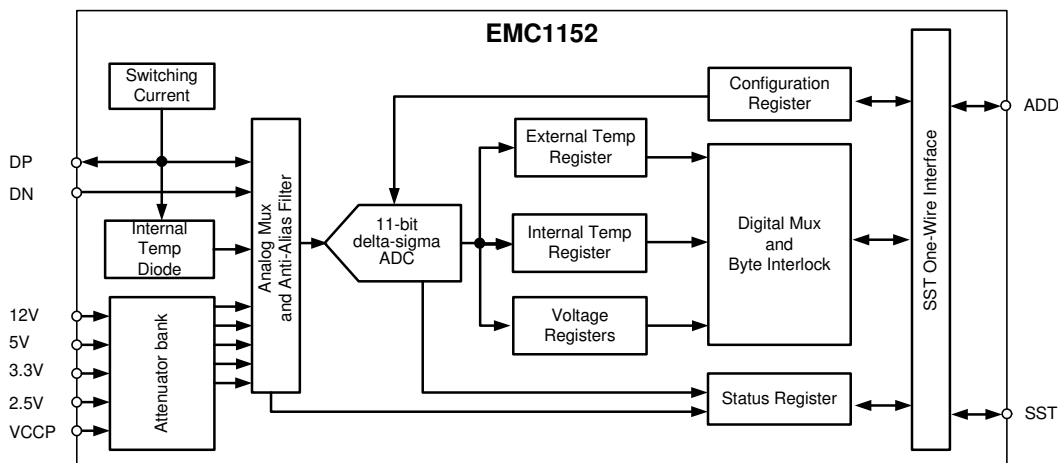 EMC1152
Switching
Current
Configuration
Register
ADD
External Temp
Register
DP
DN
Analog Mux
and Anti-Alias Filter
11-bit
delta-sigma
ADC
Internal
Temp
Diode
Internal Temp
Register
Digital Mux
and
Byte Interlock
SST One-Wire Interface
12V
5V
3.3V
2.5V
VCCP
Attenuator bank
Voltage
Registers
Status Register
SST